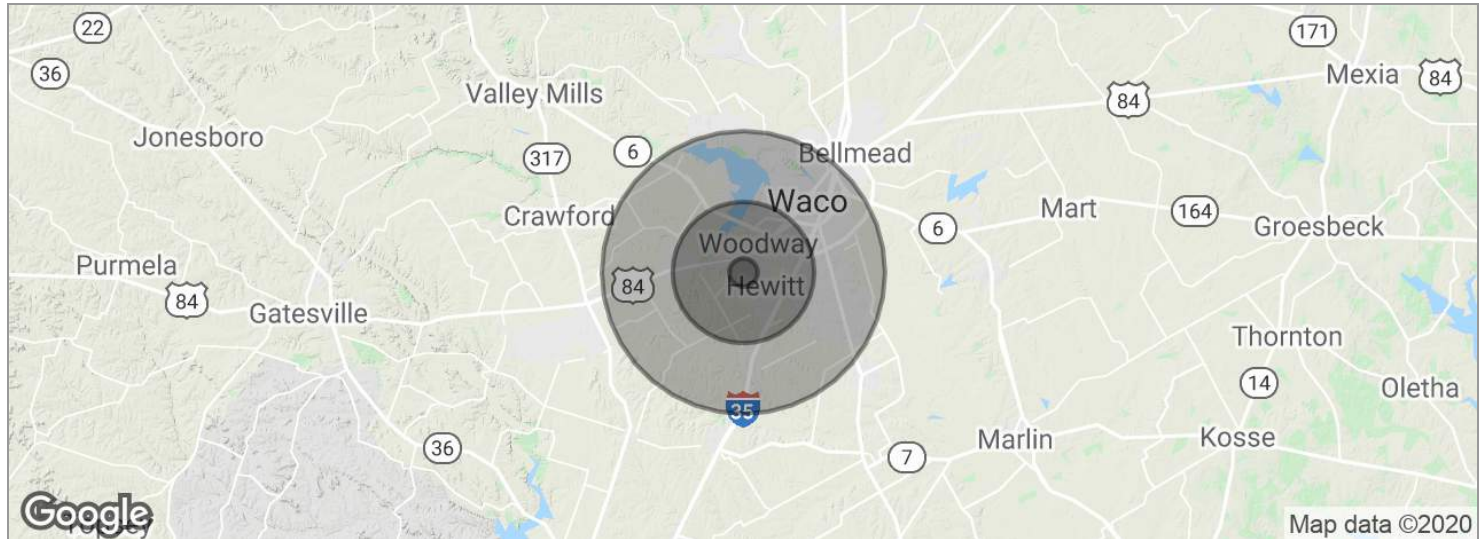 22
171
36
Mexia
84
Valley Mills
84
Jonesboro
317
6
Bellmead
Waco
Crawford
Mart
164
6
Groesbeck
Woodway
Purmela
84
84
Hewitt
Gatesville
Thornton
14
Oletha
35
36
Marlin
Kosse
7
Google
Map data ©2020